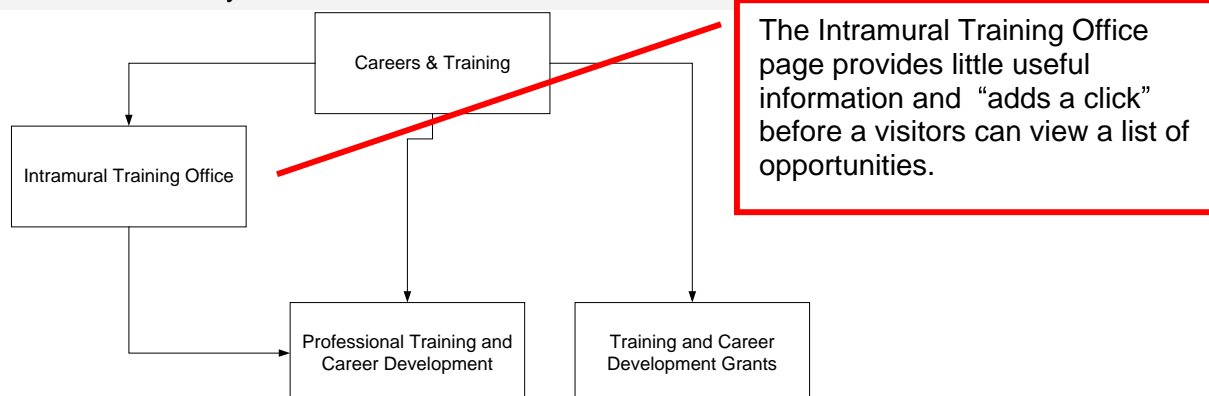 Careers & Training
The Intramural Training Office
page provides little useful
information and “adds a click”
before a visitors can view a list of
opportunities.
Intramural Training Office
Professional Training and
Career Development
Training and Career
Development Grants